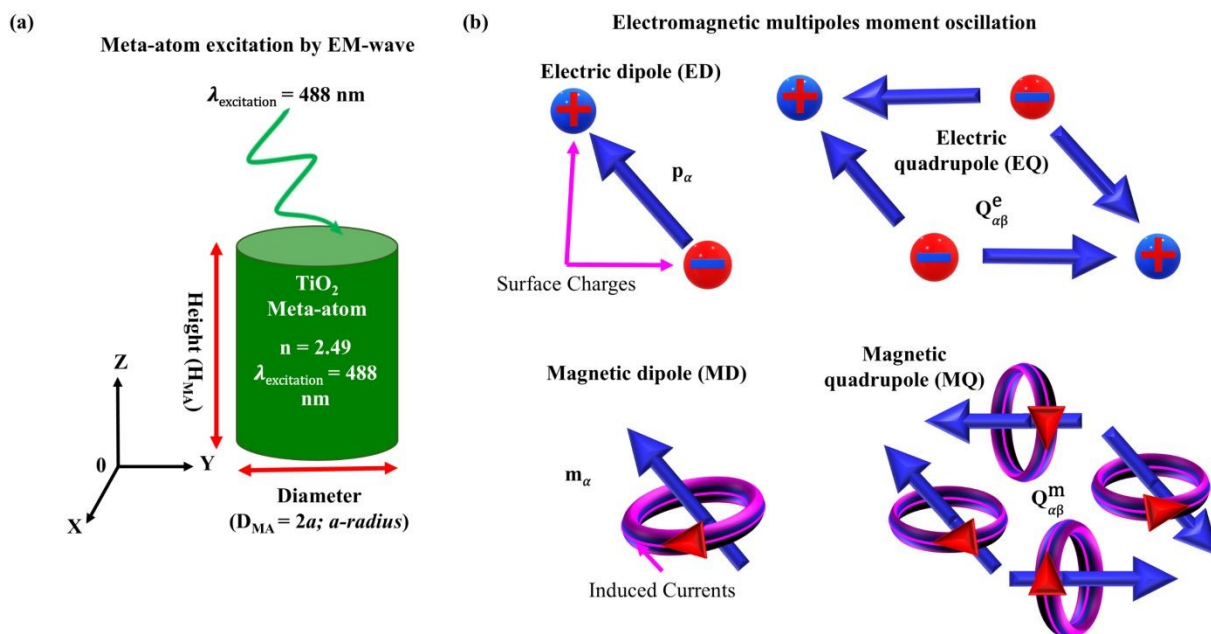 (a)
Meta-atom excitation by EM-wave
λexcitation = 488 nm
TiO2
Meta-atom
n = 2.49
λexcitation = 488
nm
Height (HMA)
Z
0
Y
X
Diameter
(DMA = 2a; a-radius)
(b)
Electromagnetic multipoles moment oscillation
Electric dipole (ED)
pα
Surface Charges
Electric
quadrupole (EQ)
Qαβe
Magnetic dipole (MD)
mα
Induced Currents
Magnetic
quadrupole (MQ)
Qαβm